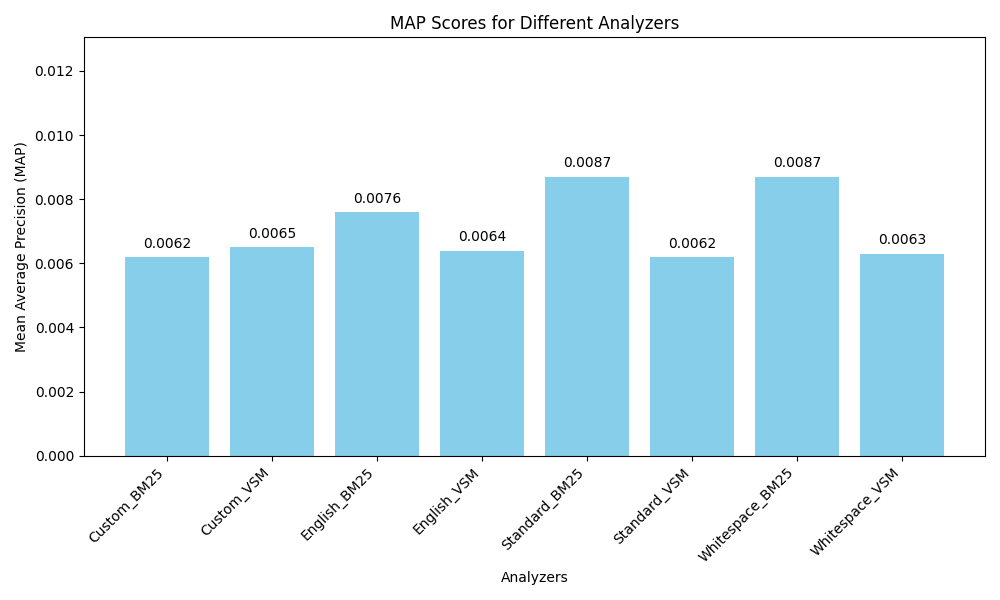 MAP Scores for Different Analyzers
Mean Average Precision (MAP)
0.012
0.010
0.008
0.006
0.004
0.002
0.000
0.0062
0.0065
0.0076
0.0064
0.0087
0.0062
0.0087
0.0063
Custom_BM25
Custom_VSM
English_BM25
English_VSM
Standard_BM25
Standard_VSM
Whitespace_BM25
Whitespace_VSM
Analyzers